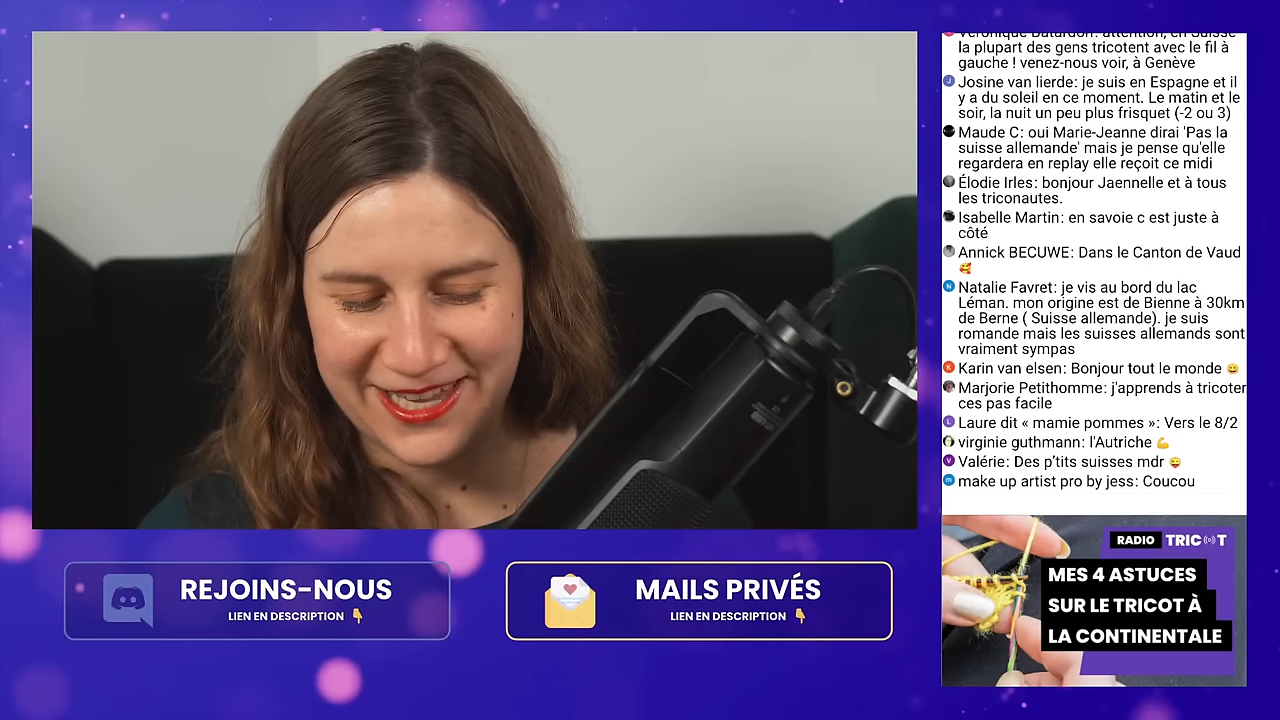 Véronique Batardon: attention, en Suisse
la plupart des gens tricotent avec le fil à
gauche ! venez-nous voir, à Genève
Josine van lierde: je suis en Espagne et il
y a du soleil en ce moment. Le matin et le
soir, la nuit un peu plus frisquet (-2 ou 3)
Maude C: oui Marie-Jeanne dirai 'Pas la
suisse allemande' mais je pense qu'elle
regardera en replay elle reçoit ce midi
Élodie Irles: bonjour Jaennelle et à tous
les triconautes.
Isabelle Martin: en savoie c est juste à
côté
Annick BECUWE: Dans le Canton de Vaud
🥰
Natalie Favret: je vis au bord du lac
Léman. mon origine est de Bienne à 30km
de Berne ( Suisse allemande). je suis
romande mais les suisses allemands sont
vraiment sympas
Karin van elsen: Bonjour tout le monde 😀
Marjorie Petithomme: j'apprends à tricoter
ces pas facile
Laure dit « mamie pommes »: Vers le 8/2
virginie guthmann: l'Autriche 💪
Valérie: Des p'tits suisses mdr 😜
make up artist pro by jess: Coucou
RADIO TRICOT
MES 4 ASTUCES
SUR LE TRICOT À
LA CONTINENTALE
REJOINS-NOUS
LIEN EN DESCRIPTION 👇
MAILS PRIVÉS
LIEN EN DESCRIPTION 👇